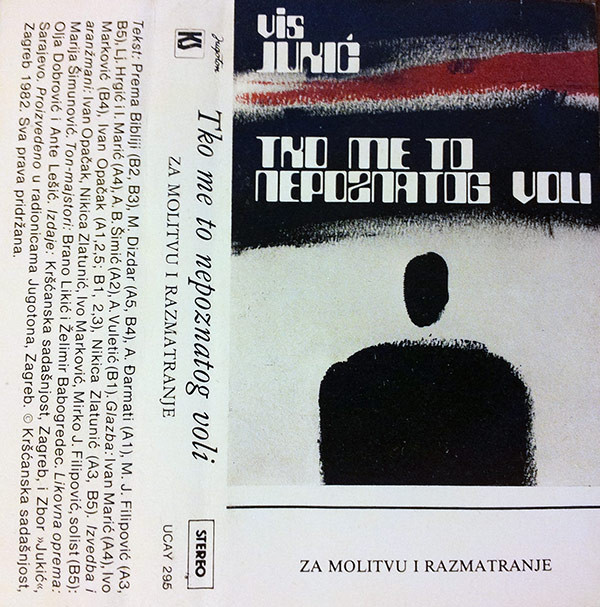 Tekst: Prema Bibliji (B2, B3), M. Dizdar (A5, B4), A. Đarmati (A1), M. J. Filipović (A3,
B5), Lj. Hrgić i I. Marić (A4), A. B. Šimić (A2), A. Vuletić (B1). Glazba: Ivan Marić (A4), Ivo
Marković (B4), Ivan Opačak (A1,2,5; B1, 2,3), Nikica Zlatunić (A3, B5). Izvedba i
aranžmani: Ivan Opačak, Nikica Zlatunić, Ivo Marković, Mirko J. Filipović, solist (B5):
Marija Šimunović, Ton-majstori: Brano Likić i Želimir Babogredec. Likovna oprema:
Olja Dobrović i Ante Lešić. Izdaje: Kršćanska sadašnjost, Zagreb, i Zbor »Jukić«,
Sarajevo. Proizvedeno u radionicama Jugotona, Zagreb. © Kršćanska sadašnjost,
Zagreb 1982. Sva prava pridržana.
jugoton
KS
Tko me to nepoznatog voli
ZA MOLITVU I RAZMATRANJE
STEREO
UCAY 295
vis
JUKIĆ
TKO ME TO
NEPOZNATOG VOLI
ZA MOLITVU I RAZMATRANJE